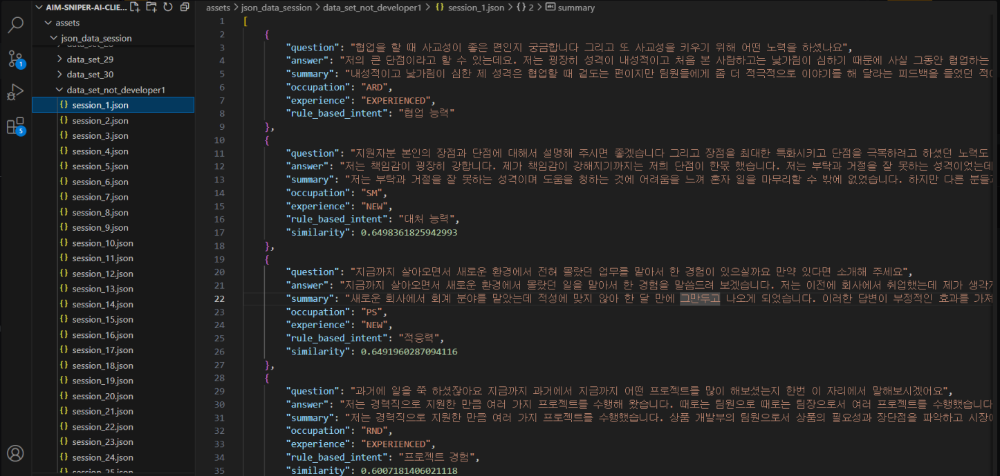 AIM-SNIPER-AI-CLIE...
assets
json_data_session
data_set_29
data_set_30
data_set_not_developer1
{} session_1.json
{} session_2.json
{} session_3.json
{} session_4.json
{} session_5.json
{} session_6.json
{} session_7.json
{} session_8.json
{} session_9.json
{} session_10.json
{} session_11.json
{} session_12.json
{} session_13.json
{} session_14.json
{} session_15.json
{} session_16.json
{} session_17.json
{} session_18.json
{} session_19.json
{} session_20.json
{} session_21.json
{} session_22.json
{} session_23.json
{} session_24.json
1
5
assets > json_data_session > data_set_not_developer1 > {} session_1.json > {} 2 > summary
1 [
2 {
3 "question": "협업을 할 때 사교성이 좋은 편인지 궁금합니다 그리고 또 사교성을 키우기 위해 어떤 노력을 하셨나요",
4 "answer": "저의 큰 단점이라고 할 수 있는데요. 저는 굉장히 성격이 내성적이고 처음 본 사람하고는 낯가림이 심하기 때문에 사실 그동안 협업하는
5 "summary": "내성적이고 낯가림이 심한 제 성격은 협업할 때 겉도는 편이지만 팀원들에게 좀 더 적극적으로 이야기를 해 달라는 피드백을 들었던 적이
6 "occupation": "ARD",
7 "experience": "EXPERIENCED",
8 "rule_based_intent": "협업 능력"
9 },
10 {
11 "question": "지원자분 본인의 장점과 단점에 대해서 설명해 주시면 좋겠습니다 그리고 장점을 최대한 특화시키고 단점을 극복하려고 하셨던 노력도
12 "answer": "저는 책임감이 굉장히 강합니다. 제가 책임감이 강해지기까지는 저희 단점이 한몫 했습니다. 저는 부탁과 거절을 잘 못하는 성격이었는데
13 "summary": "저는 부탁과 거절을 잘 못하는 성격이며 도움을 청하는 것에 어려움을 느껴 혼자 일을 마무리할 수 밖에 없었습니다. 하지만 다른 분들
14 "occupation": "SM",
15 "experience": "NEW",
16 "rule_based_intent": "대처 능력",
17 "similarity": 0.6498361825942993
18 },
19 {
20 "question": "지금까지 살아오면서 새로운 환경에서 전혀 몰랐던 업무를 맡아서 한 경험이 있으실까요 만약 있다면 소개해 주세요",
21 "answer": "지금까지 살아오면서 새로운 환경에서 몰랐던 일을 맡아서 한 경험을 말씀드려 보겠습니다. 저는 이전에 회사에서 취업했는데 제가 생각
22 "summary": "새로운 회사에서 회계 분야를 맡았는데 적성에 맞지 않아 한 달 만에 그만두고 나오게 되었습니다. 이러한 답변이 부정적인 효과를 가져
23 "occupation": "PS",
24 "experience": "NEW",
25 "rule_based_intent": "적응력",
26 "similarity": 0.6491960287094116
27 },
28 {
29 "question": "과거에 일을 쭉 하셨잖아요 지금까지 과거에서 지금까지 어떤 프로젝트를 많이 해보셨는지 한번 이 자리에서 말해보시겠어요",
30 "answer": "저는 경력직으로 지원한 만큼 여러 가지 프로젝트를 수행해 왔습니다. 때로는 팀원으로 때로는 팀장으로서 여러 프로젝트를 수행했습니다
31 "summary": "저는 경력직으로 지원한 만큼 여러 가지 프로젝트를 수행했습니다. 상품 개발부의 팀원으로서 상품의 필요성과 장단점을 파악하고 시장에
32 "occupation": "RND",
33 "experience": "EXPERIENCED",
34 "rule_based_intent": "프로젝트 경험",
35 "similarity": 0.6007181406021118